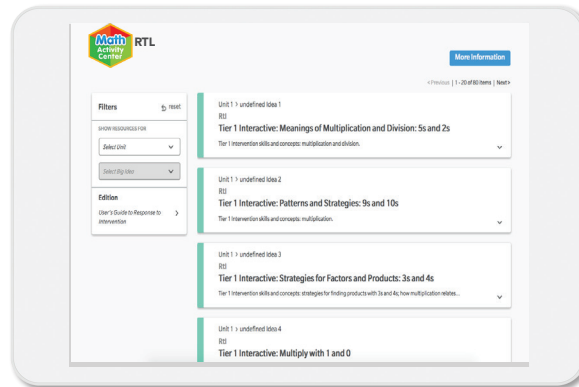 Math
Activity
Center
RTL
More Information
<Previous | 1 - 20 of 80 Items | Next>
Filters
reset
SHOW RESOURCES FOR
Select Unit
Select Big Idea
Edition
User's Guide to Response to
Intervention
Unit 1 > undefined Idea 1
RtI
Tier 1 Interactive: Meanings of Multiplication and Division: 5s and 2s
Tier 1 Intervention skills and concepts: multiplication and division.
Unit 1 > undefined Idea 2
RtI
Tier 1 Interactive: Patterns and Strategies: 9s and 10s
Tier 1 Intervention skills and concepts: multiplication.
Unit 1 > undefined Idea 3
RtI
Tier 1 Interactive: Strategies for Factors and Products: 3s and 4s
Tier 1 Intervention skills and concepts: strategies for finding products with 3s and 4s; how multiplication relates...
Unit 1 > undefined Idea 4
RtI
Tier 1 Interactive: Multiply with 1 and 0